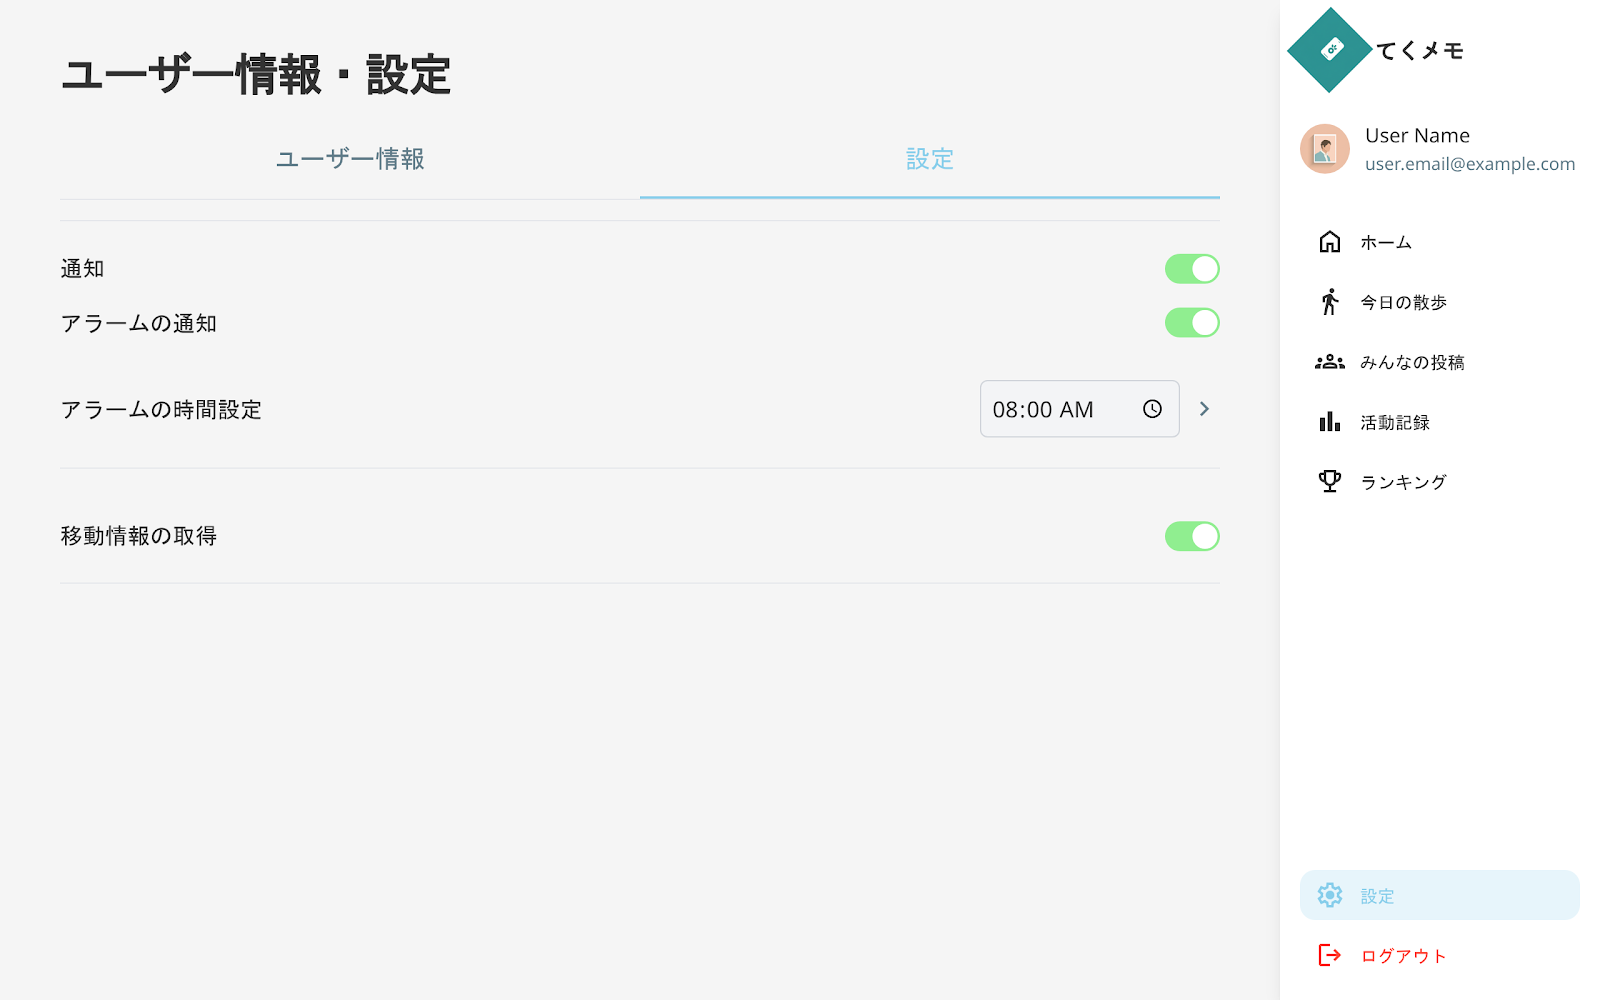 ユーザー情報・設定
ユーザー情報
設定
通知
アラームの通知
アラームの時間設定
08:00 AM
移動情報の取得
てくメモ
User Name
user.email@example.com
ホーム
今日の散歩
みんなの投稿
活動記録
ランキング
設定
ログアウト